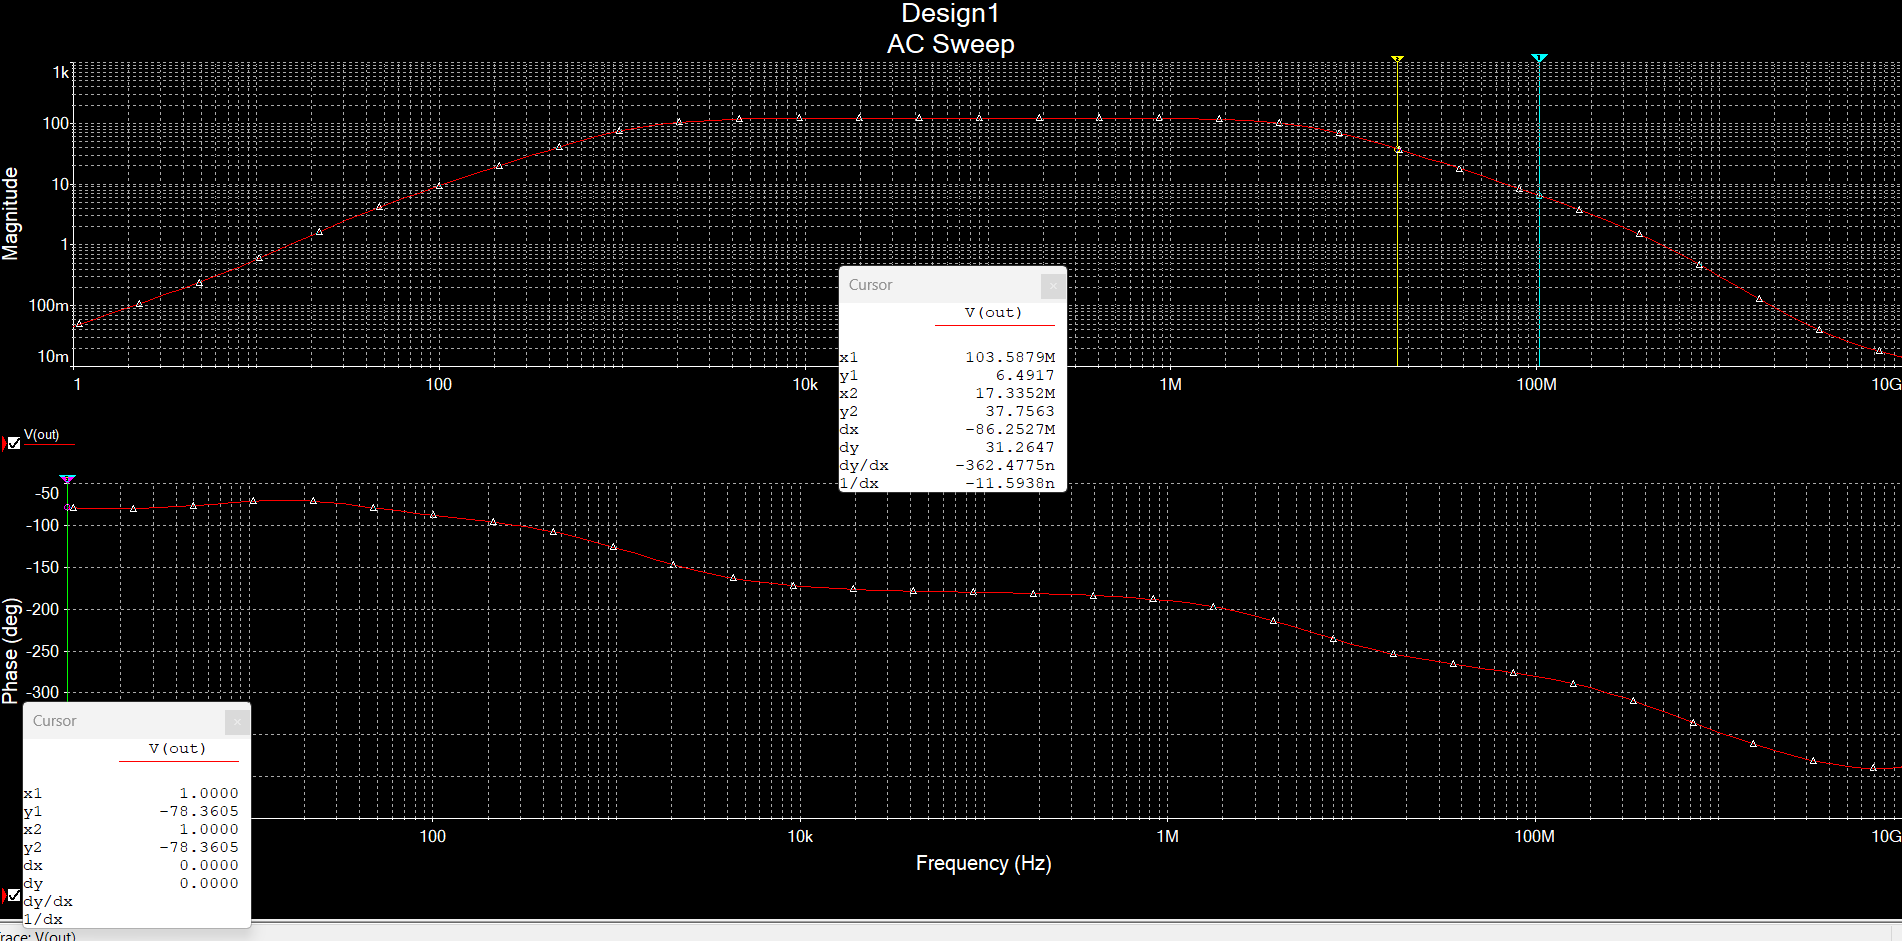 Design1
AC Sweep
Magnitude
1k
100
10
1
100m
10m
1 100 10k 1M 100M 10G
Cursor
V(out)
x1 103.5879M
y1 6.4917
x2 17.3352M
y2 37.7563
dx -86.2527M
dy 31.2647
dy/dx -362.4775n
1/dx -11.5938n
V(out)
Phase (deg)
-50
-100
-150
-200
-250
-300
100 10k 1M 100M 10G
Frequency (Hz)
Cursor
V(out)
x1 1.0000
y1 -78.3605
x2 1.0000
y2 -78.3605
dx 0.0000
dy 0.0000
dy/dx
1/dx
race: V(out)